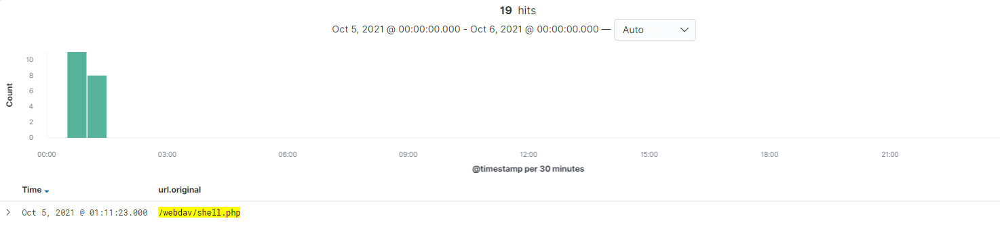 19 hits
Oct 5, 2021 @ 00:00:00.000 - Oct 6, 2021 @ 00:00:00.000 — Auto
Count
10
8
6
4
2
0
00:00 03:00 06:00 09:00 12:00 15:00 18:00 21:00
@timestamp per 30 minutes
Time url.original
Oct 5, 2021 @ 01:11:23.000 /webdav/shell.php